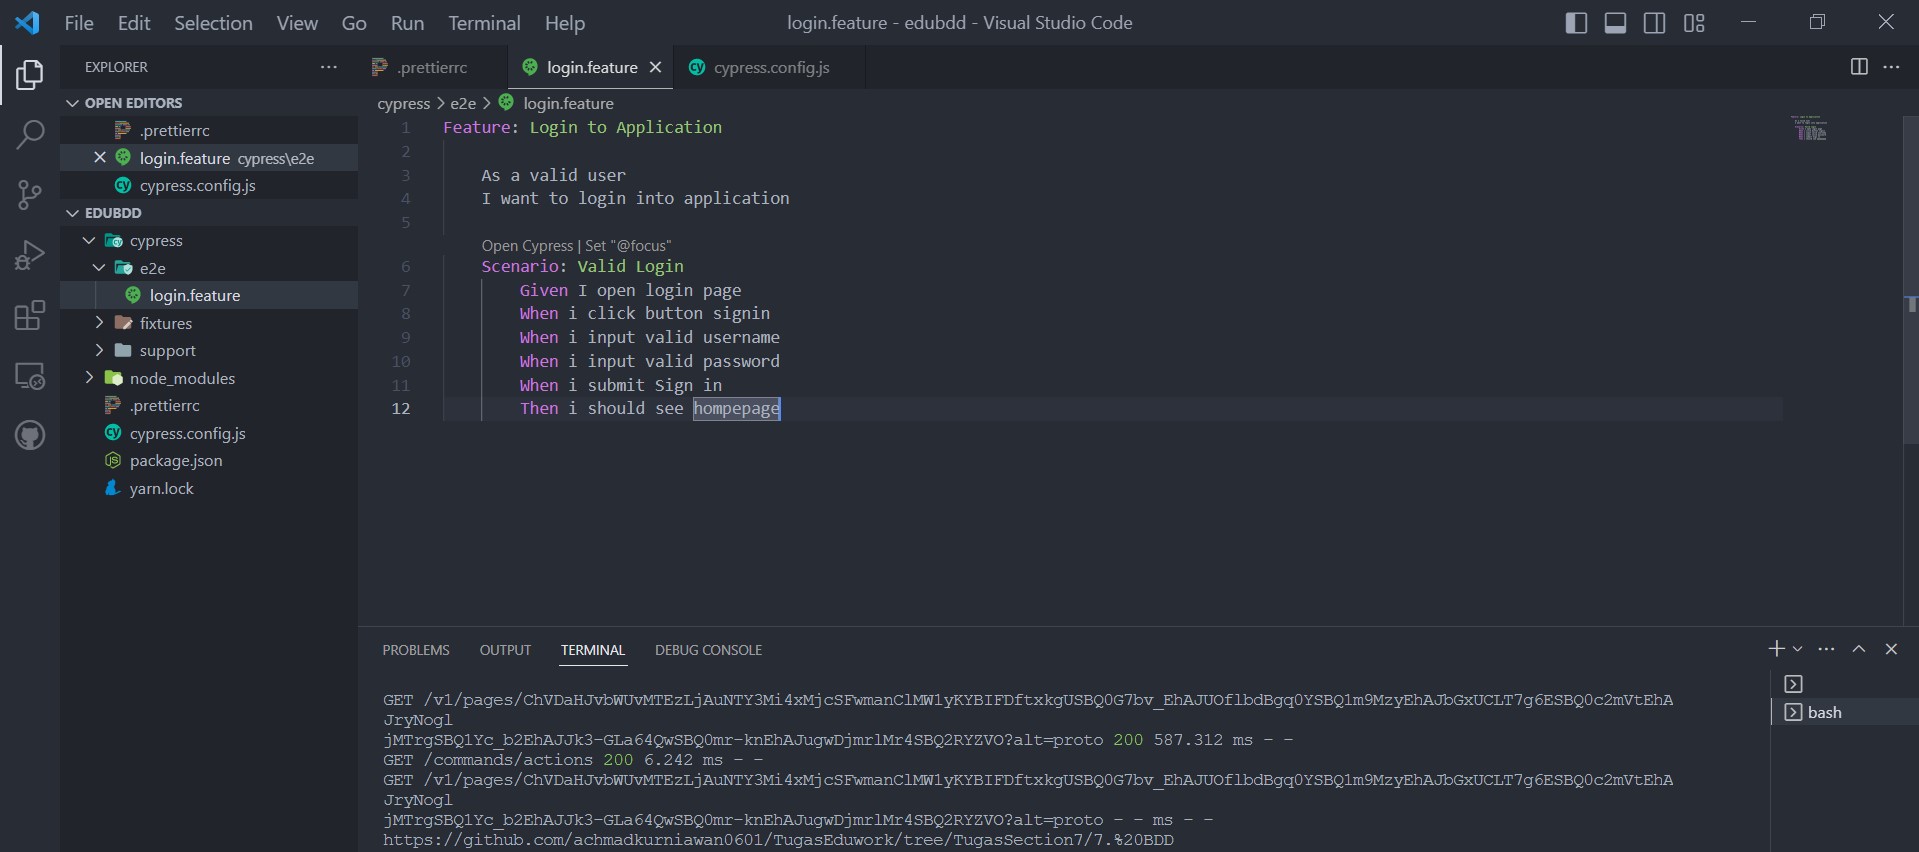 File Edit Selection View Go Run Terminal Help login.feature - edubdd - Visual Studio Code
EXPLORER
.prettierrc login.feature cypress.config.js
OPEN EDITORS
.prettierrc
login.feature cypress\e2e
cypress.config.js
EDUBDD
cypress
e2e
login.feature
fixtures
support
node_modules
.prettierrc
cypress.config.js
package.json
yarn.lock
cypress > e2e > login.feature
1 Feature: Login to Application
2
3 As a valid user
4 I want to login into application
5
Open Cypress | Set "@focus"
6 Scenario: Valid Login
7 Given I open login page
8 When i click button signin
9 When i input valid username
10 When i input valid password
11 When i submit Sign in
12 Then i should see hompepage
PROBLEMS OUTPUT TERMINAL DEBUG CONSOLE
GET /v1/pages/ChVDaHJvbWUvMTEzLjAuNTY3Mi4xMjcSFwmanClMW1yKYBIFDftxkgUSBQ0G7bv_EhAJUOflbdBgq0YSBQ1m9MzyEhAJbGxUCLT7g6ESBQ0c2mVtEhA
JryNogl
jMTrgSBQ1Yc_b2EhAJJk3-GLa64QwSBQ0mr-knEhAJugwDjmrlMr4SBQ2RYZVO?alt=proto 200 587.312 ms - -
GET /commands/actions 200 6.242 ms - -
GET /v1/pages/ChVDaHJvbWUvMTEzLjAuNTY3Mi4xMjcSFwmanClMW1yKYBIFDftxkgUSBQ0G7bv_EhAJUOflbdBgq0YSBQ1m9MzyEhAJbGxUCLT7g6ESBQ0c2mVtEhA
JryNogl
jMTrgSBQ1Yc_b2EhAJJk3-GLa64QwSBQ0mr-knEhAJugwDjmrlMr4SBQ2RYZVO?alt=proto - - ms - -
https://github.com/achmadkurniawan0601/TugasEduwork/tree/TugasSection7/7.%20BDD
bash